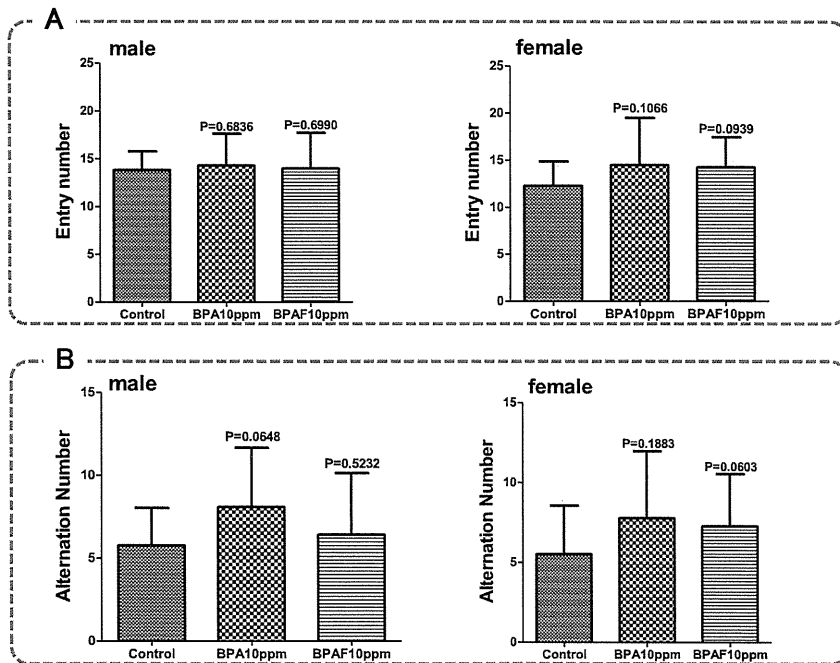 A
male
Entry number
25
20
15
10
5
0
P=0.6836
P=0.6990
Control
BPA10ppm
BPAF10ppm
female
Entry number
25
20
15
10
5
0
P=0.1066
P=0.0939
Control
BPA10ppm
BPAF10ppm
B
male
Alternation Number
15
10
5
0
P=0.0648
P=0.5232
Control
BPA10ppm
BPAF10ppm
female
Alternation Number
15
10
5
0
P=0.1883
P=0.0603
Control
BPA10ppm
BPAF10ppm